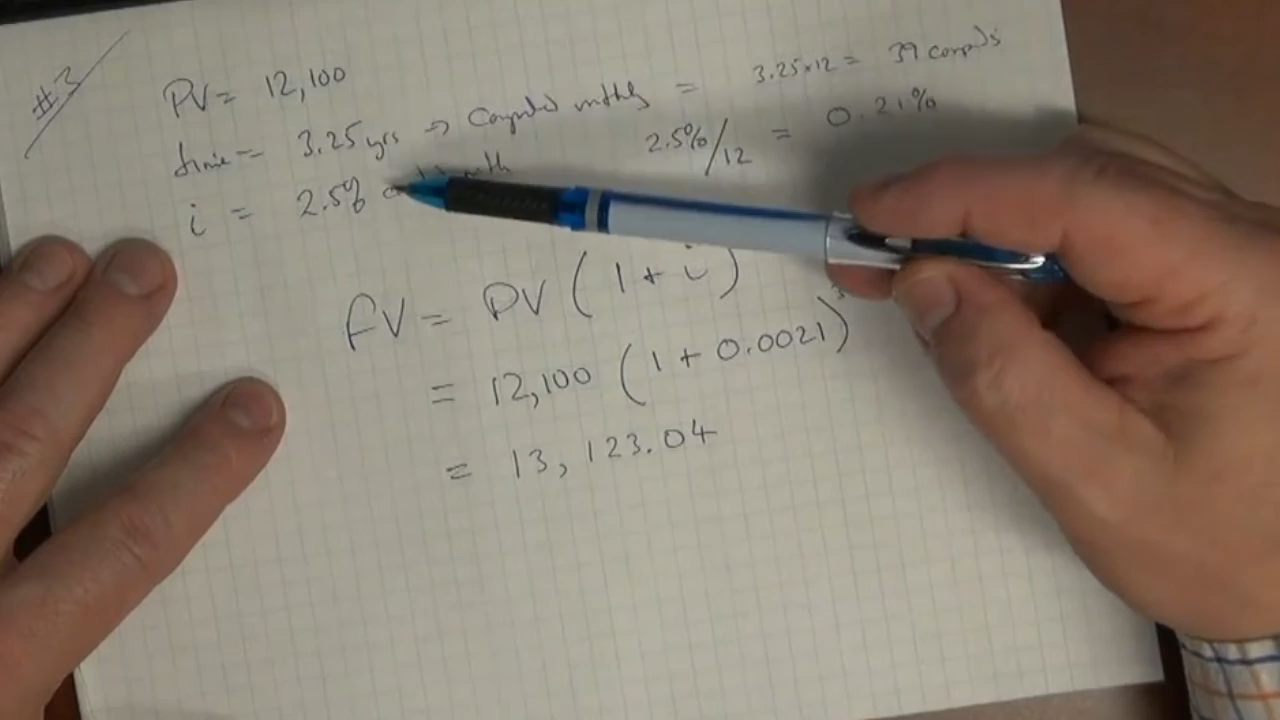 #3
PV = 12,100
time = 3.25 yrs → Compounded monthly = 3.25×12 = 39 compounds
i = 2.5% 2.5%/12 = 0.21%
FV = PV ( 1 + i )
= 12,100 ( 1 + 0.0021 )
= 13,123.04